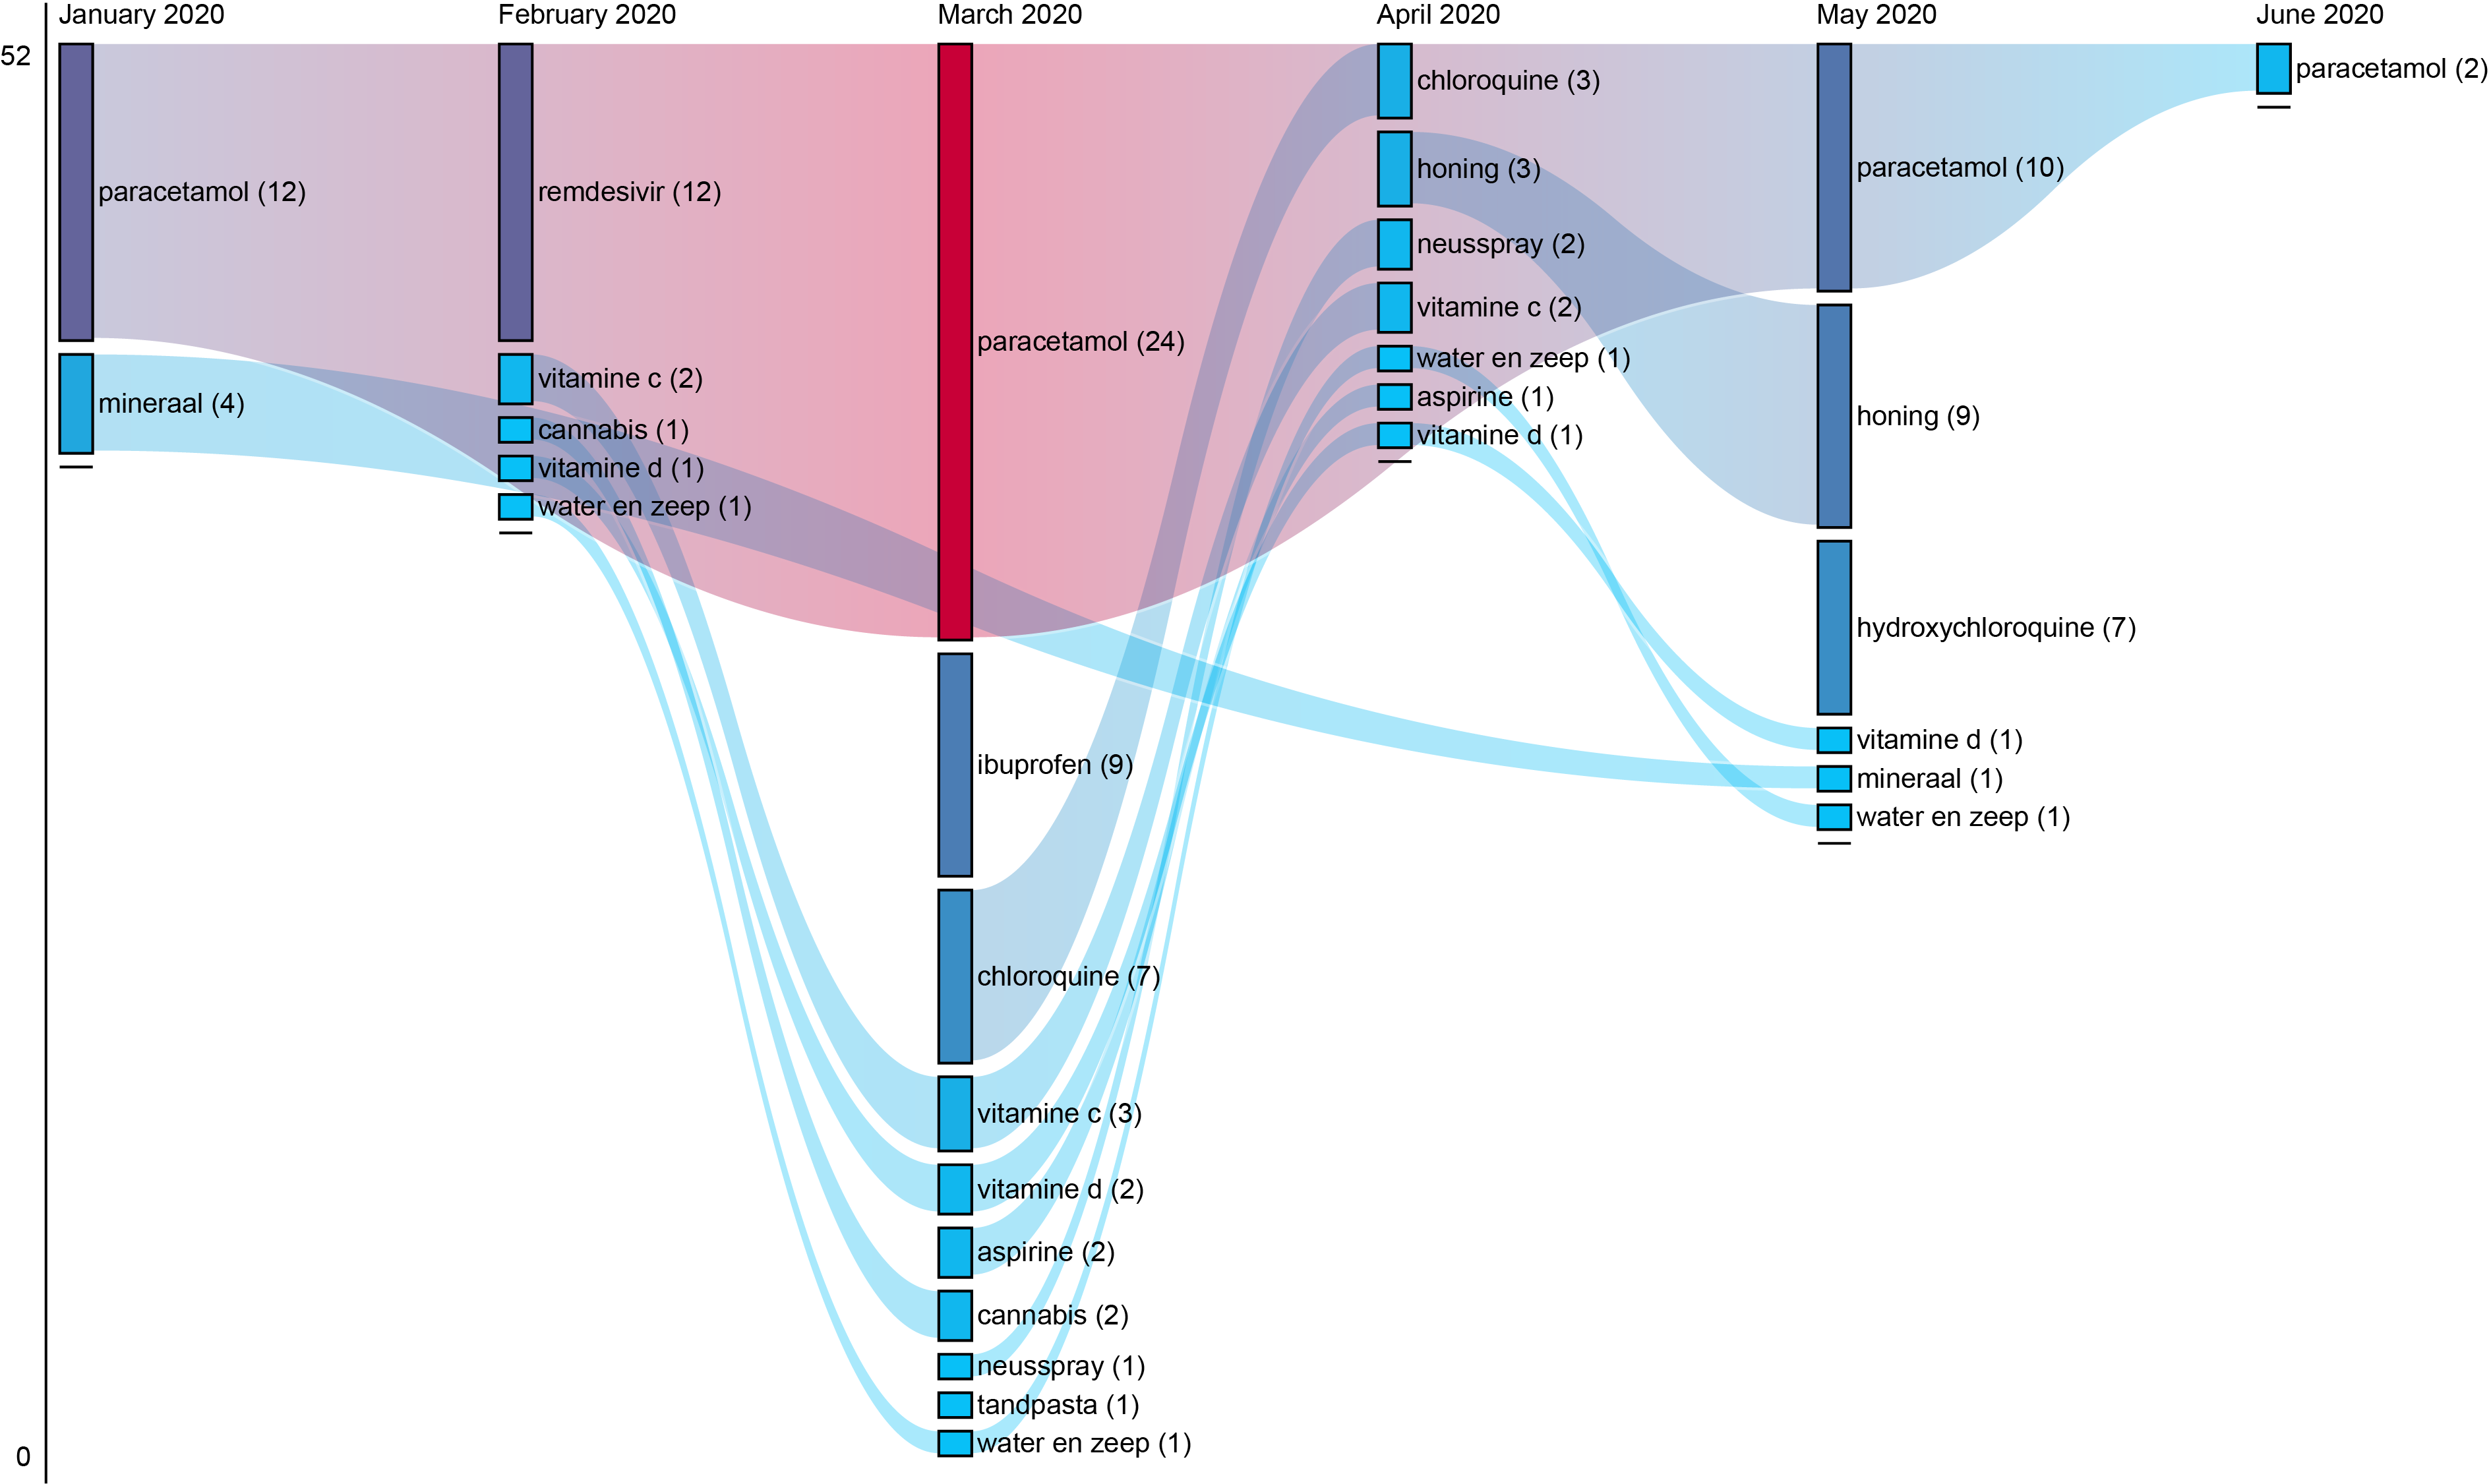 January 2020
February 2020
March 2020
April 2020
May 2020
June 2020
52
0
paracetamol (12)
mineraal (4)
remdesivir (12)
vitamine c (2)
cannabis (1)
vitamine d (1)
water en zeep (1)
paracetamol (24)
ibuprofen (9)
chloroquine (7)
vitamine c (3)
vitamine d (2)
aspirine (2)
cannabis (2)
neusspray (1)
tandpasta (1)
water en zeep (1)
chloroquine (3)
honing (3)
neusspray (2)
vitamine c (2)
water en zeep (1)
aspirine (1)
vitamine d (1)
paracetamol (10)
honing (9)
hydroxychloroquine (7)
vitamine d (1)
mineraal (1)
water en zeep (1)
paracetamol (2)